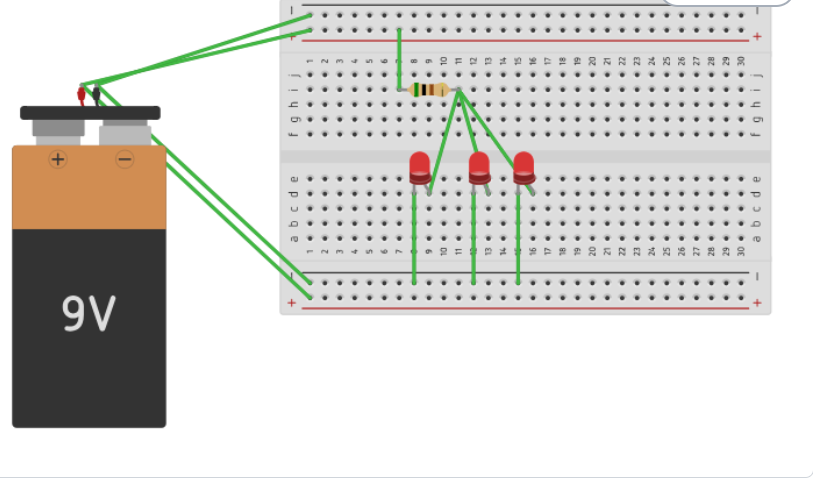 − −
+ +
1 2 3 4 5 6 7 8 9 10 11 12 13 14 15 16 17 18 19 20 21 22 23 24 25 26 27 28 29 30
j j
i i
h h
g g
f f
+ −
e e
d d
c c
b b
a a
1 2 3 4 5 6 7 8 9 10 11 12 13 14 15 16 17 18 19 20 21 22 23 24 25 26 27 28 29 30
− −
+ +
9V